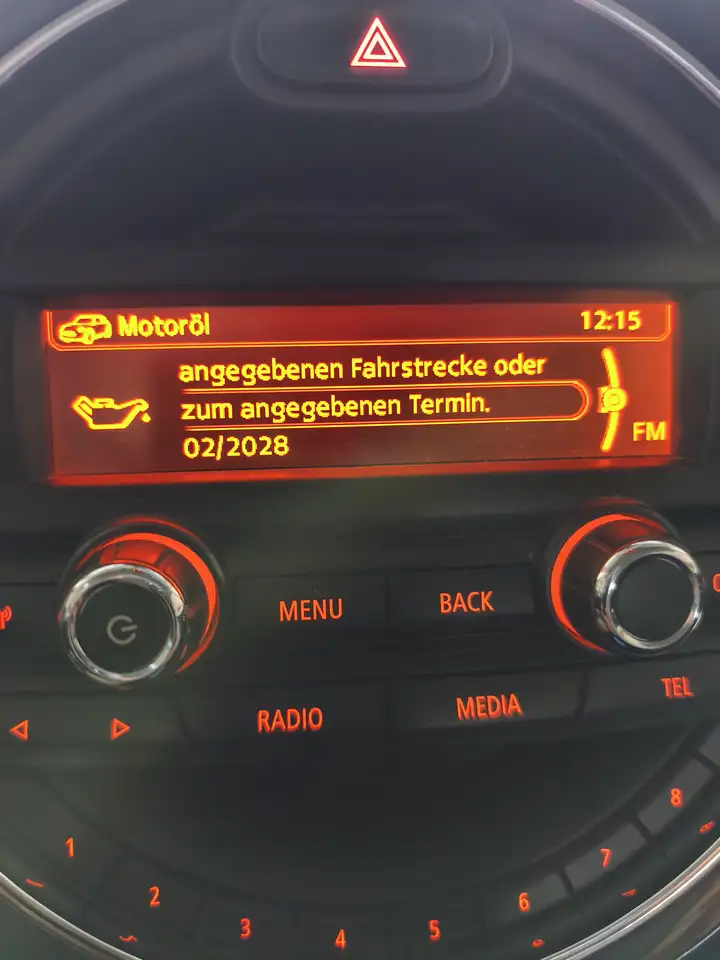 Motoröl 12:15
angegebenen Fahrstrecke oder
zum angegebenen Termin.
02/2028
FM
MENU BACK
RADIO MEDIA TEL
1 2 3 4 5 6 7 8